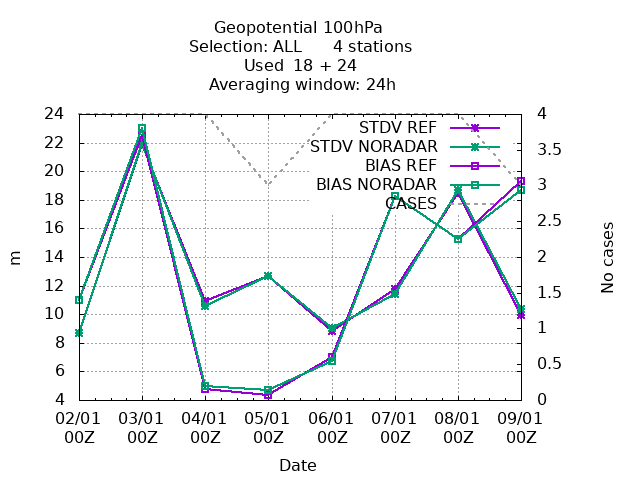 Geopotential 100hPa
Selection: ALL      4 stations
Used 18 + 24
Averaging window: 24h
24
22
20
18
16
14
12
10
8
6
4
m
STDV REF
STDV NORADAR
BIAS REF
BIAS NORADAR
CASES
4
3.5
3
2.5
2
1.5
1
0.5
0
No cases
02/01 03/01 04/01 05/01 06/01 07/01 08/01 09/01
00Z 00Z 00Z 00Z 00Z 00Z 00Z 00Z
Date